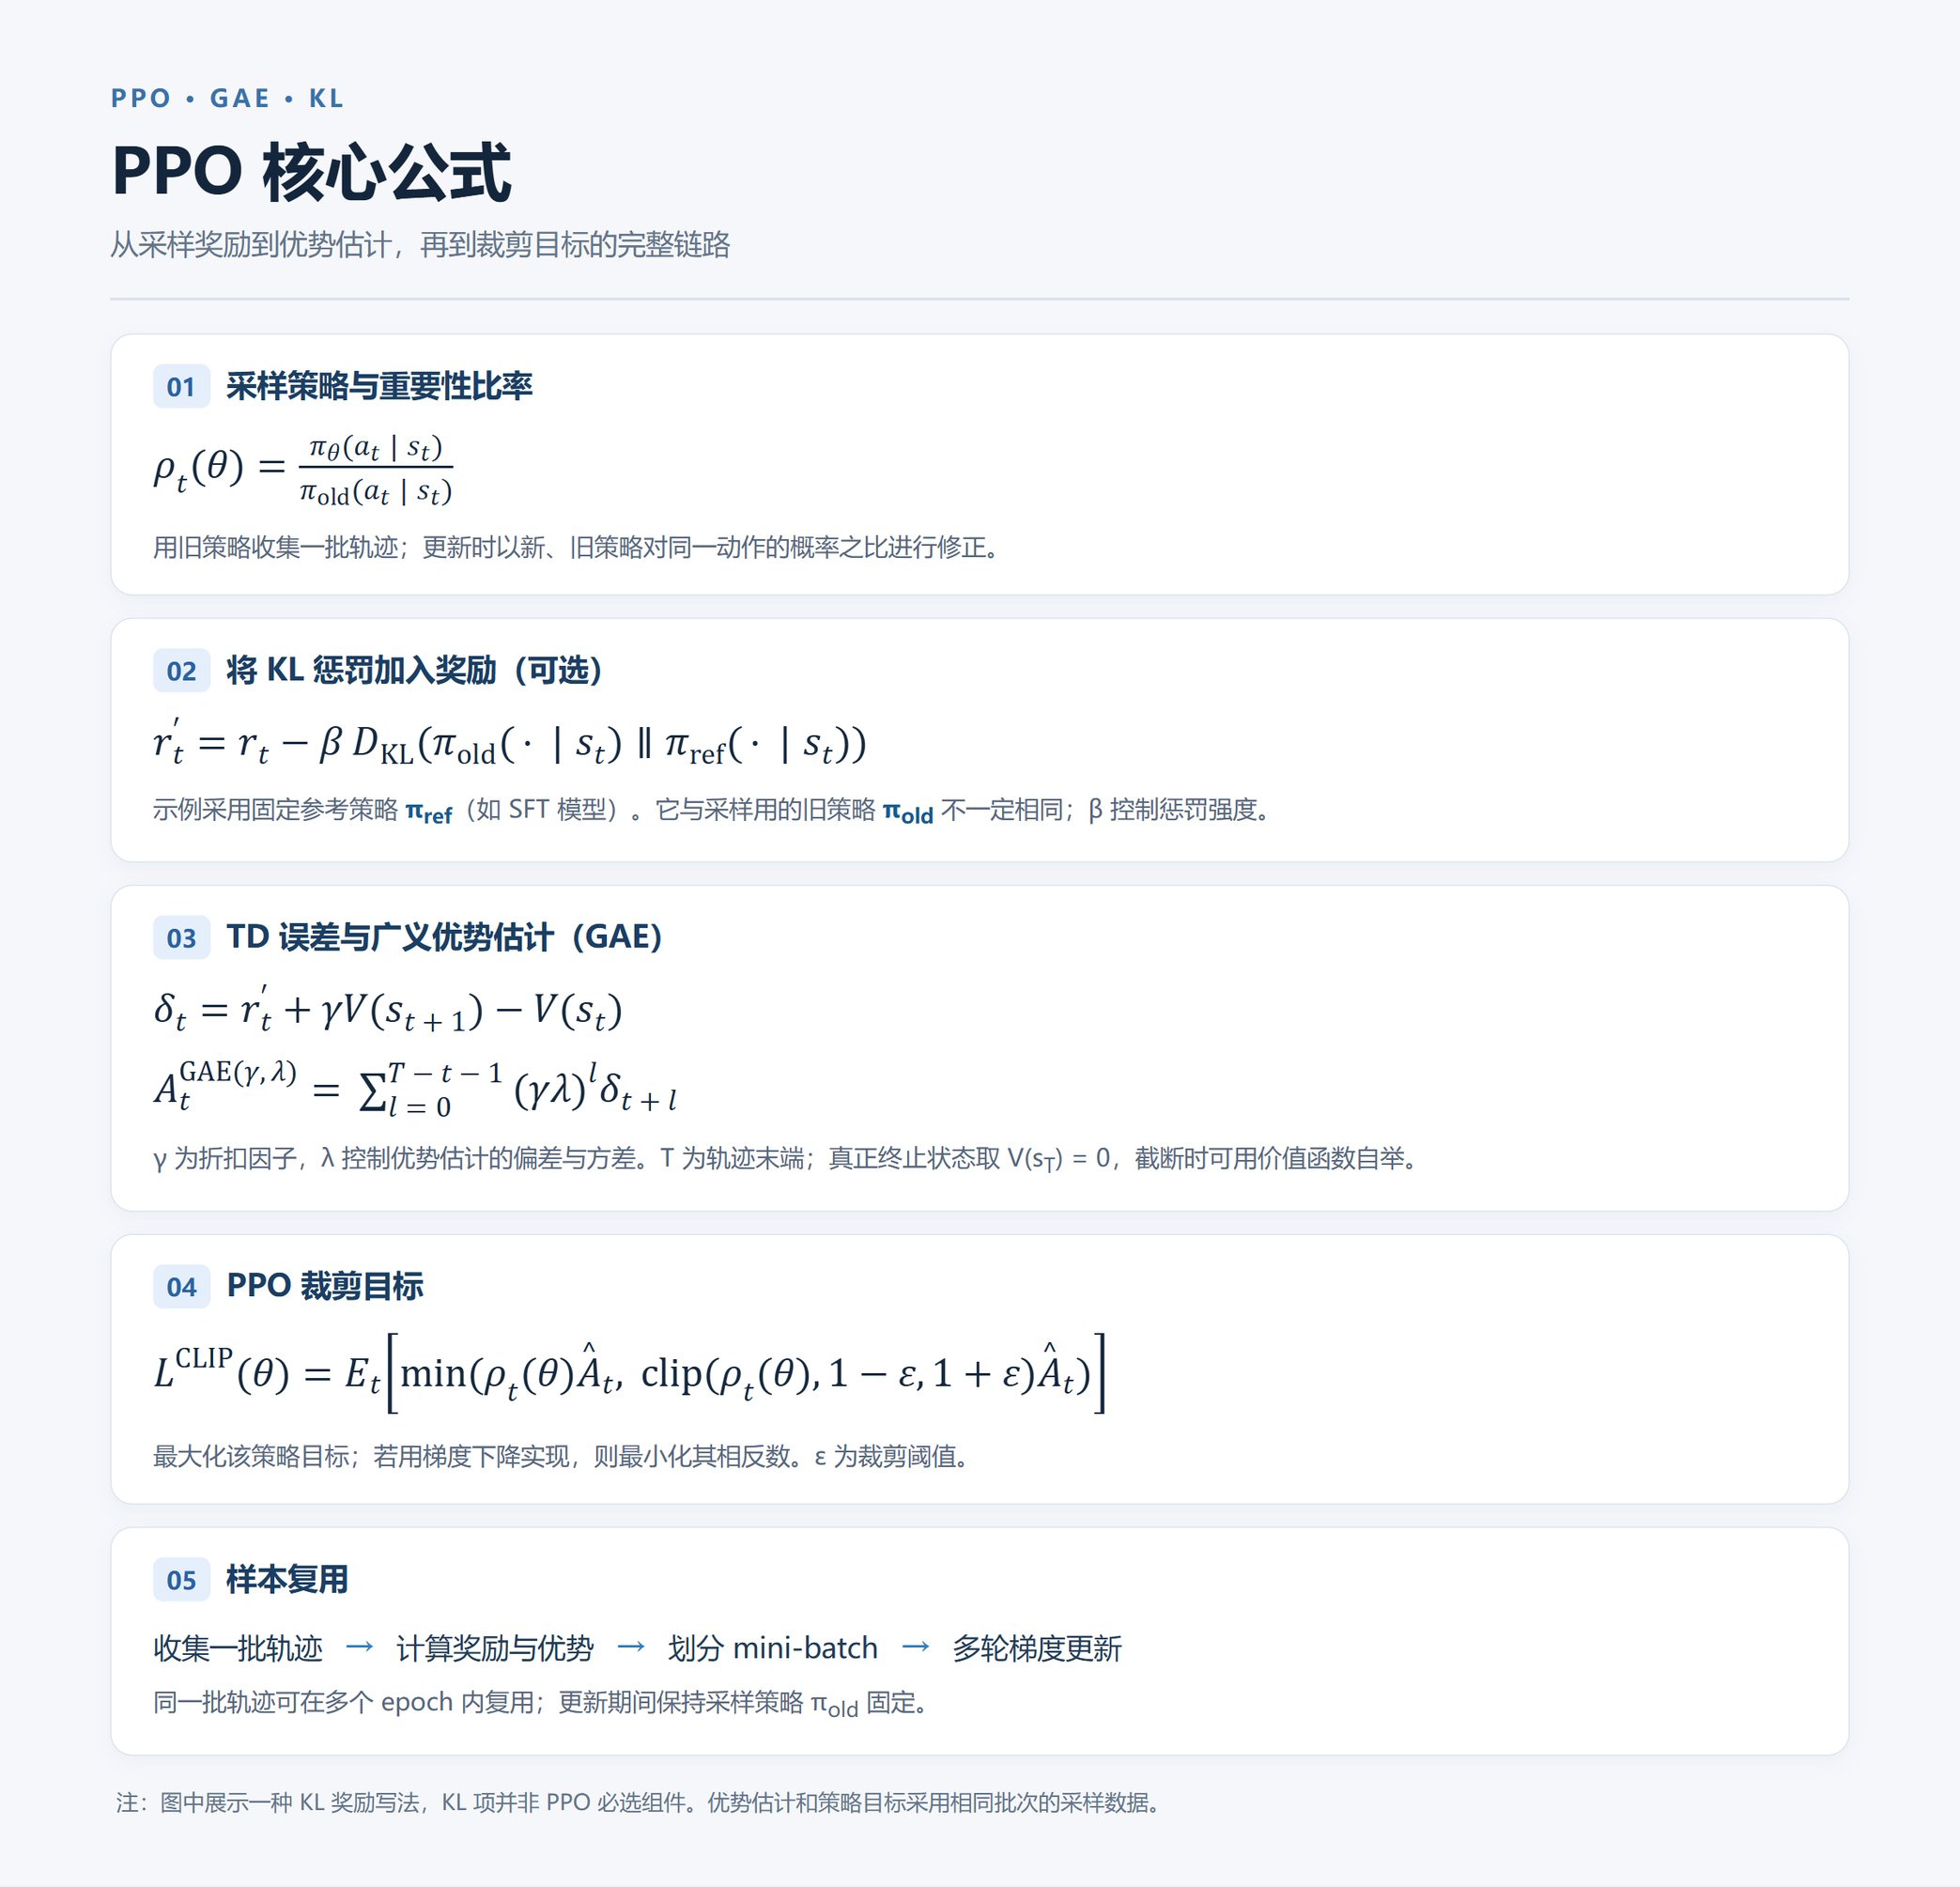 PPO • GAE • KL
PPO 核心公式
从采样奖励到优势估计，再到裁剪目标的完整链路
01 采样策略与重要性比率
ρ_t(θ) = π_θ(a_t | s_t) / π_old(a_t | s_t)
用旧策略收集一批轨迹；更新时以新、旧策略对同一动作的概率之比进行修正。
02 将 KL 惩罚加入奖励（可选）
r′_t = r_t − β D_KL(π_old(· | s_t) ‖ π_ref(· | s_t))
示例采用固定参考策略 π_ref（如 SFT 模型）。它与采样用的旧策略 π_old 不一定相同；β 控制惩罚强度。
03 TD 误差与广义优势估计（GAE）
δ_t = r′_t + γV(s_{t + 1}) − V(s_t)
A_t^{GAE(γ, λ)} = ∑_{l = 0}^{T − t − 1} (γλ)^l δ_{t + l}
γ 为折扣因子，λ 控制优势估计的偏差与方差。T 为轨迹末端；真正终止状态取 V(s_T) = 0，截断时可用价值函数自举。
04 PPO 裁剪目标
L^{CLIP}(θ) = E_t[min(ρ_t(θ)Â_t, clip(ρ_t(θ), 1 − ε, 1 + ε)Â_t)]
最大化该策略目标；若用梯度下降实现，则最小化其相反数。ε 为裁剪阈值。
05 样本复用
收集一批轨迹 → 计算奖励与优势 → 划分 mini-batch → 多轮梯度更新
同一批轨迹可在多个 epoch 内复用；更新期间保持采样策略 π_old 固定。
注：图中展示一种 KL 奖励写法，KL 项并非 PPO 必选组件。优势估计和策略目标采用相同批次的采样数据。